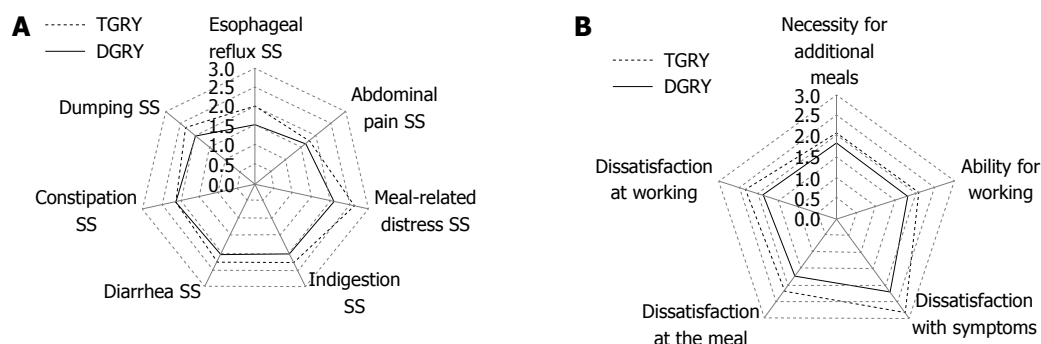 A
TGRY
DGRY
Esophageal
reflux SS
3.0
2.5
2.0
1.5
1.0
0.5
0.0
Abdominal
pain SS
Meal-related
distress SS
Indigestion
SS
Diarrhea SS
Constipation
SS
Dumping SS
B
TGRY
DGRY
Necessity for
additional
meals
3.0
2.5
2.0
1.5
1.0
0.5
0.0
Ability for
working
Dissatisfaction
with symptoms
Dissatisfaction
at the meal
Dissatisfaction
at working